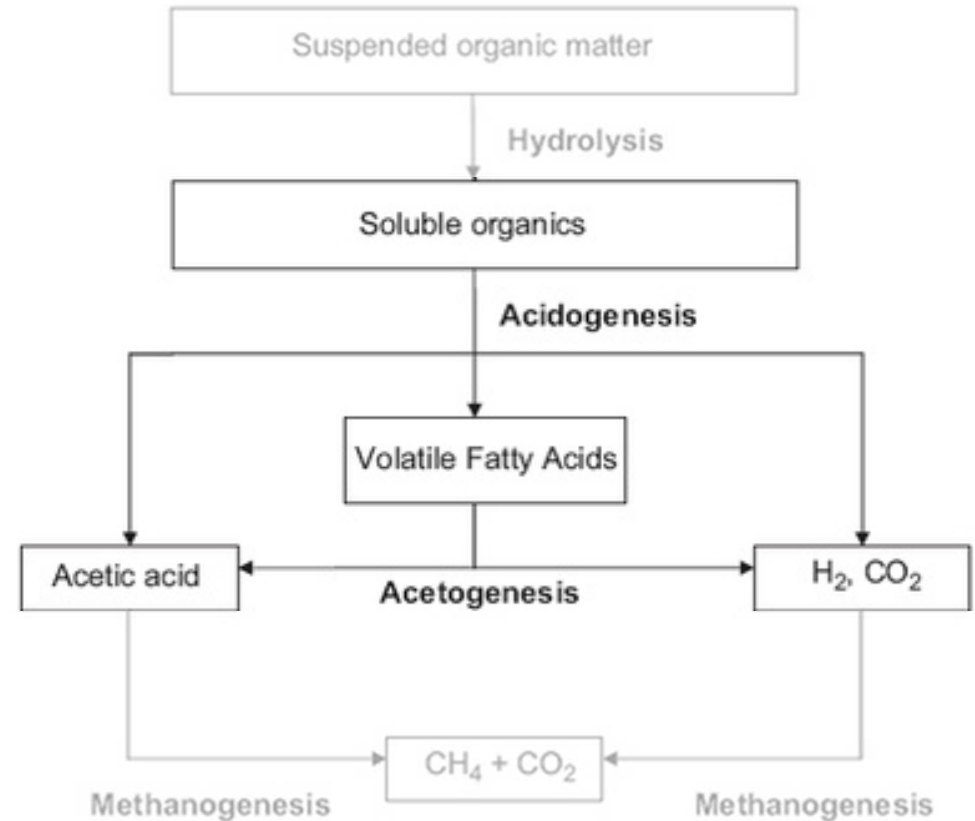 Suspended organic matter
Hydrolysis
Soluble organics
Acidogenesis
Volatile Fatty Acids
Acetic acid
H₂, CO₂
Acetogenesis
CH₄ + CO₂
Methanogenesis
Methanogenesis